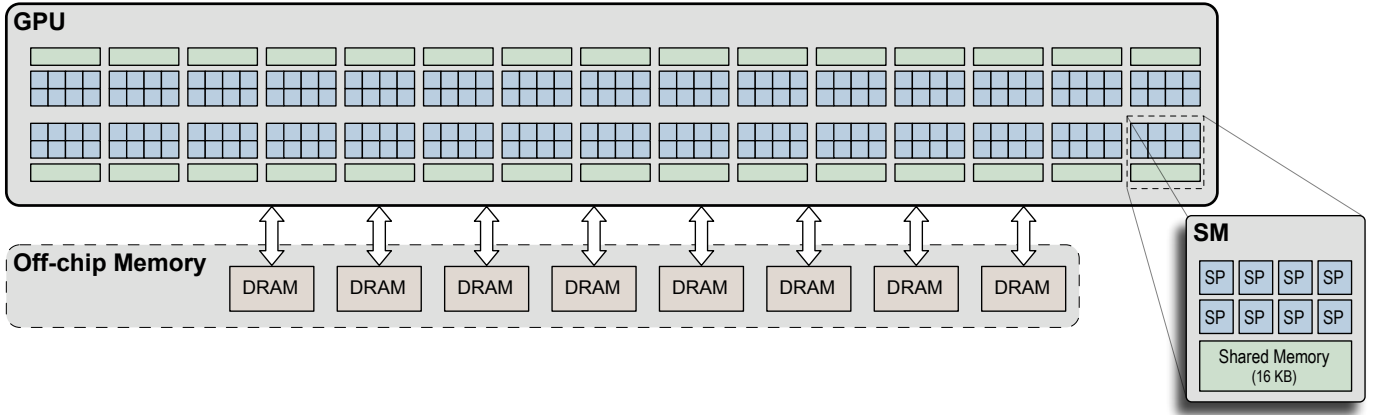 GPU
Off-chip Memory
DRAM DRAM DRAM DRAM DRAM DRAM DRAM DRAM
SM
SP SP SP SP
SP SP SP SP
Shared Memory
(16 KB)